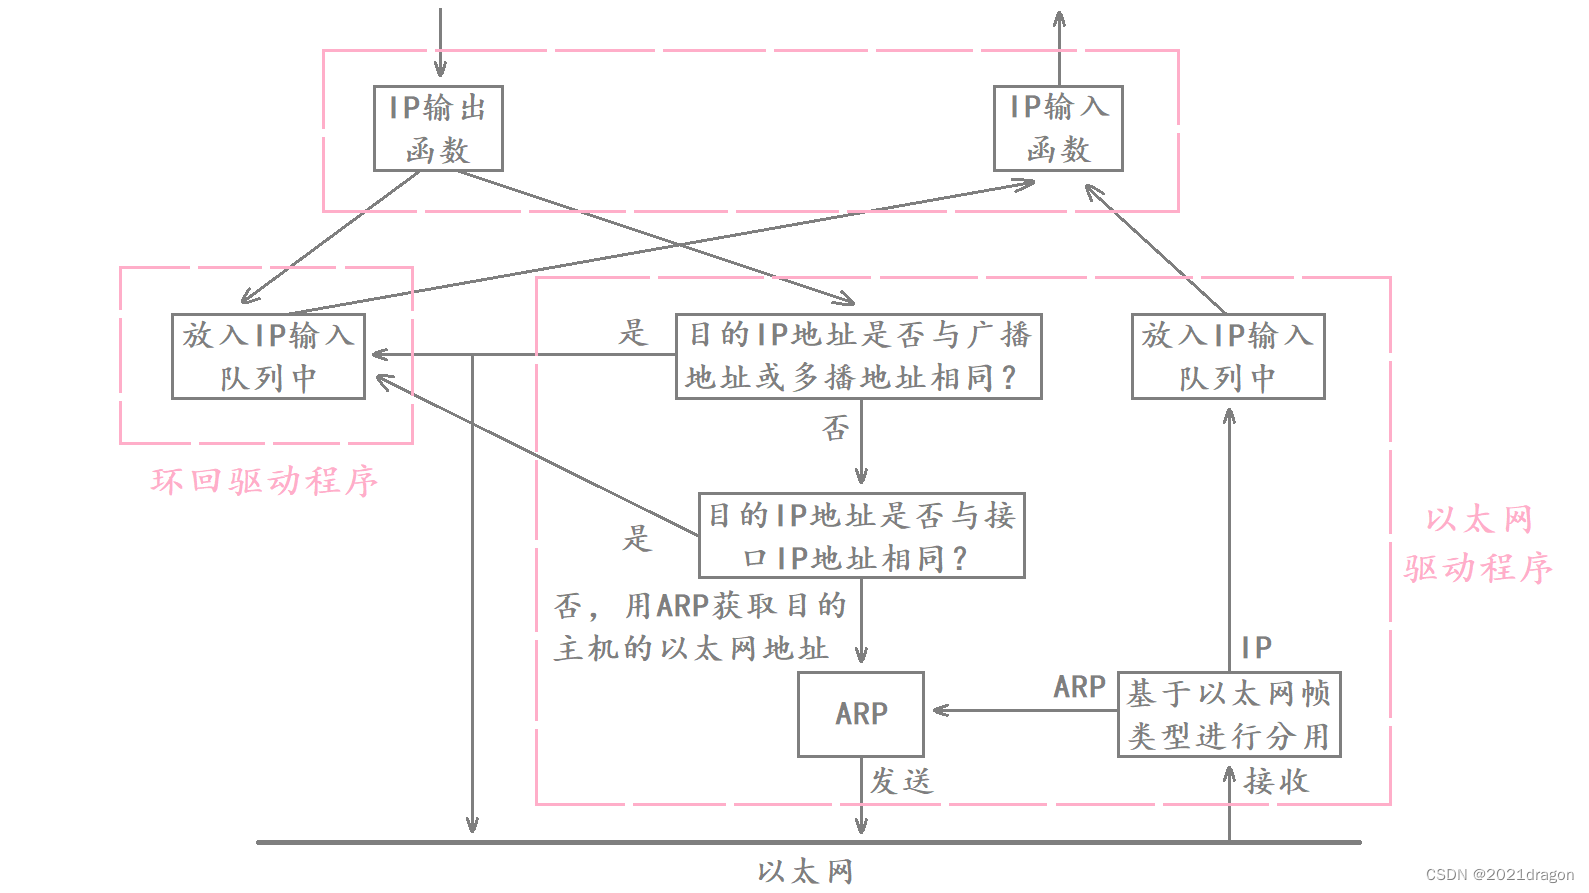 IP输出
函数
IP输入
函数
放入IP输入
队列中
是
目的IP地址是否与广播
地址或多播地址相同？
放入IP输入
队列中
否
环回驱动程序
目的IP地址是否与接
口IP地址相同？
是
以太网
驱动程序
否，用ARP获取目的
主机的以太网地址
IP
ARP
ARP
基于以太网帧
类型进行分用
发送
接收
以太网
CSDN @2021dragon